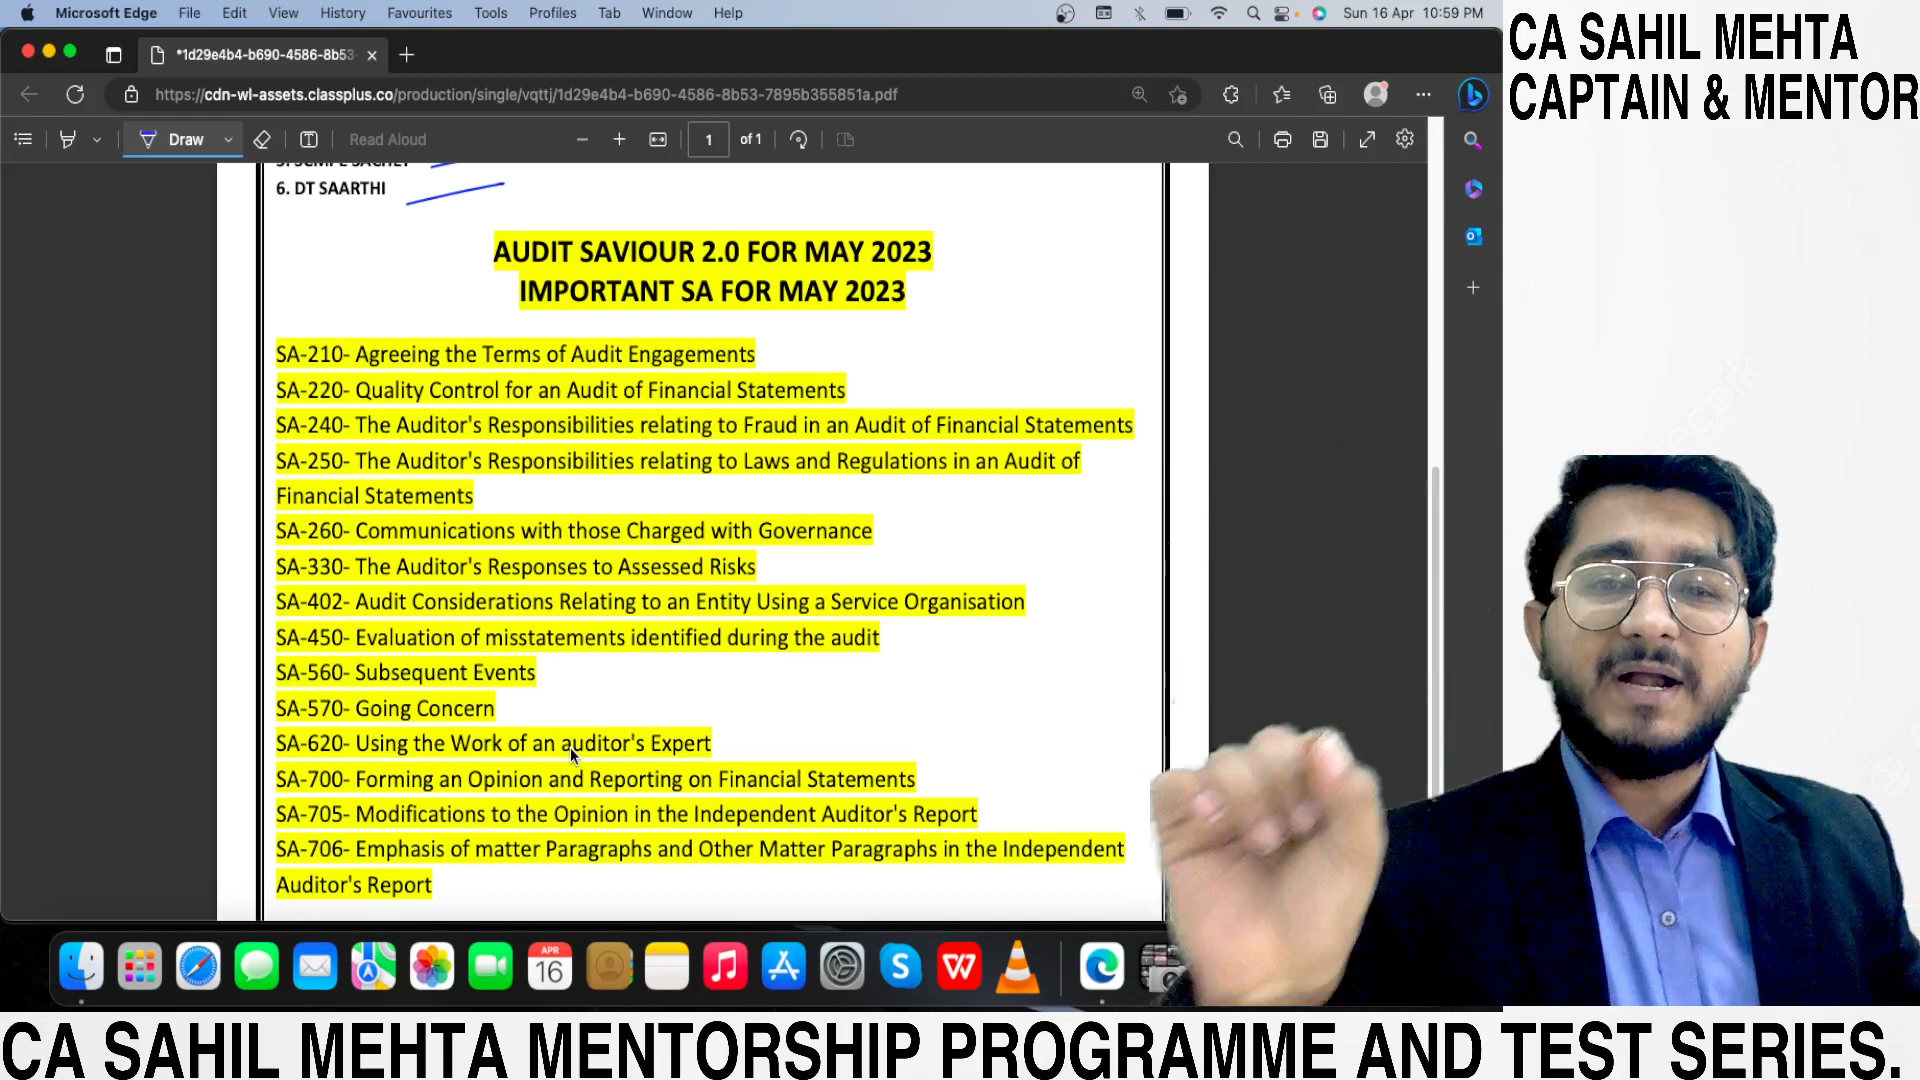 Microsoft Edge File Edit View History Favourites Tools Profiles Tab Window Help Sun 16 Apr 10:59 PM
*1d29e4b4-b690-4586-8b53-
https://cdn-wl-assets.classplus.co/production/single/vqttj/1d29e4b4-b690-4586-8b53-7895b355851a.pdf
Draw Read Aloud 1 of 1
6. DT SAARTHI
AUDIT SAVIOUR 2.0 FOR MAY 2023
IMPORTANT SA FOR MAY 2023
SA-210- Agreeing the Terms of Audit Engagements
SA-220- Quality Control for an Audit of Financial Statements
SA-240- The Auditor's Responsibilities relating to Fraud in an Audit of Financial Statements
SA-250- The Auditor's Responsibilities relating to Laws and Regulations in an Audit of
Financial Statements
SA-260- Communications with those Charged with Governance
SA-330- The Auditor's Responses to Assessed Risks
SA-402- Audit Considerations Relating to an Entity Using a Service Organisation
SA-450- Evaluation of misstatements identified during the audit
SA-560- Subsequent Events
SA-570- Going Concern
SA-620- Using the Work of an auditor's Expert
SA-700- Forming an Opinion and Reporting on Financial Statements
SA-705- Modifications to the Opinion in the Independent Auditor's Report
SA-706- Emphasis of matter Paragraphs and Other Matter Paragraphs in the Independent
Auditor's Report
APR
16
CA SAHIL MEHTA
CAPTAIN & MENTOR
CA SAHIL MEHTA MENTORSHIP PROGRAMME AND TEST SERIES.